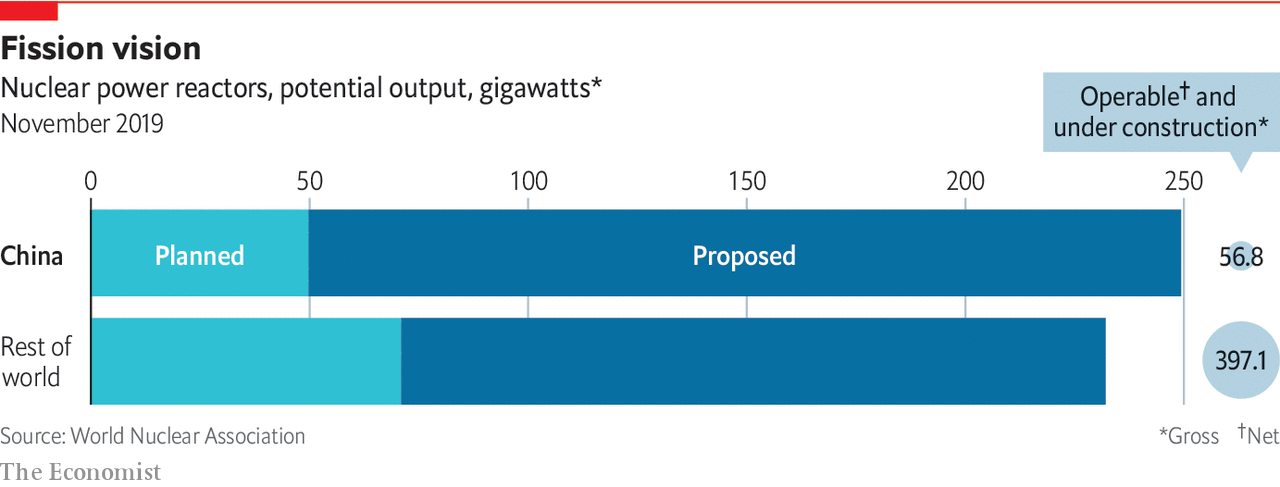 Fission vision
Nuclear power reactors, potential output, gigawatts*
November 2019
Operable† and
under construction*
0 50 100 150 200 250
China
Planned
Proposed
56.8
Rest of
world
397.1
Source: World Nuclear Association
*Gross †Net
The Economist